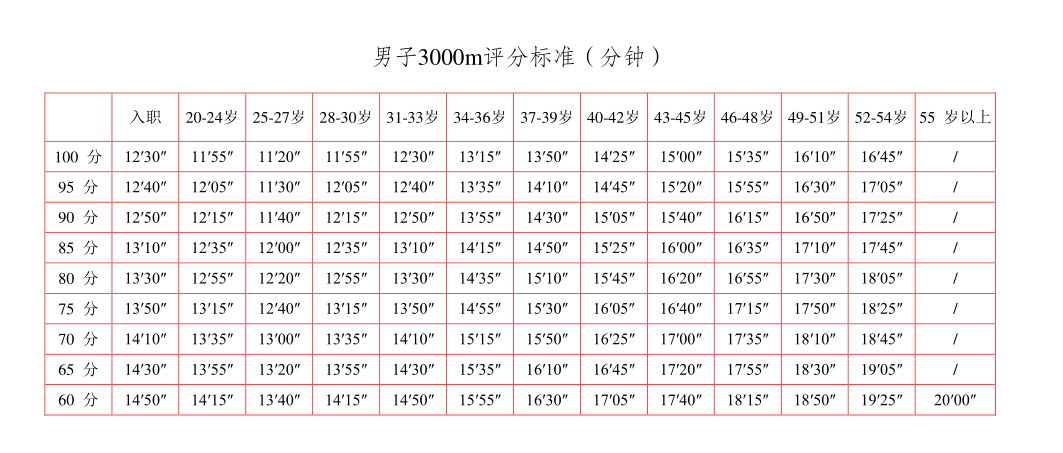 男子3000m评分标准（分钟）
入职 20-24岁 25-27岁 28-30岁 31-33岁 34-36岁 37-39岁 40-42岁 43-45岁 46-48岁 49-51岁 52-54岁 55 岁以上
100 分 12′30″ 11′55″ 11′20″ 11′55″ 12′30″ 13′15″ 13′50″ 14′25″ 15′00″ 15′35″ 16′10″ 16′45″ /
95 分 12′40″ 12′05″ 11′30″ 12′05″ 12′40″ 13′35″ 14′10″ 14′45″ 15′20″ 15′55″ 16′30″ 17′05″ /
90 分 12′50″ 12′15″ 11′40″ 12′15″ 12′50″ 13′55″ 14′30″ 15′05″ 15′40″ 16′15″ 16′50″ 17′25″ /
85 分 13′10″ 12′35″ 12′00″ 12′35″ 13′10″ 14′15″ 14′50″ 15′25″ 16′00″ 16′35″ 17′10″ 17′45″ /
80 分 13′30″ 12′55″ 12′20″ 12′55″ 13′30″ 14′35″ 15′10″ 15′45″ 16′20″ 16′55″ 17′30″ 18′05″ /
75 分 13′50″ 13′15″ 12′40″ 13′15″ 13′50″ 14′55″ 15′30″ 16′05″ 16′40″ 17′15″ 17′50″ 18′25″ /
70 分 14′10″ 13′35″ 13′00″ 13′35″ 14′10″ 15′15″ 15′50″ 16′25″ 17′00″ 17′35″ 18′10″ 18′45″ /
65 分 14′30″ 13′55″ 13′20″ 13′55″ 14′30″ 15′35″ 16′10″ 16′45″ 17′20″ 17′55″ 18′30″ 19′05″ /
60 分 14′50″ 14′15″ 13′40″ 14′15″ 14′50″ 15′55″ 16′30″ 17′05″ 17′40″ 18′15″ 18′50″ 19′25″ 20′00″